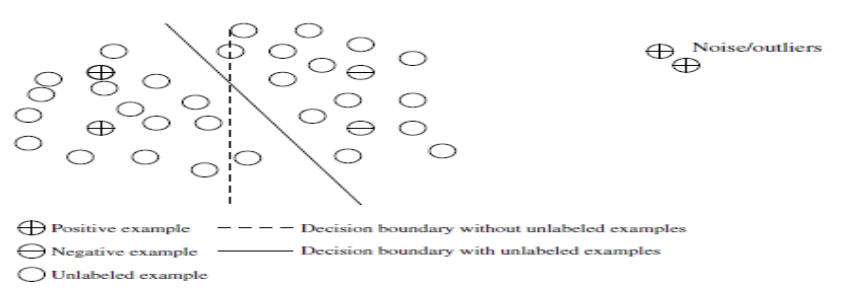 Noise/outliers
Positive example
Decision boundary without unlabeled examples
Negative example
Decision boundary with unlabeled examples
Unlabeled example